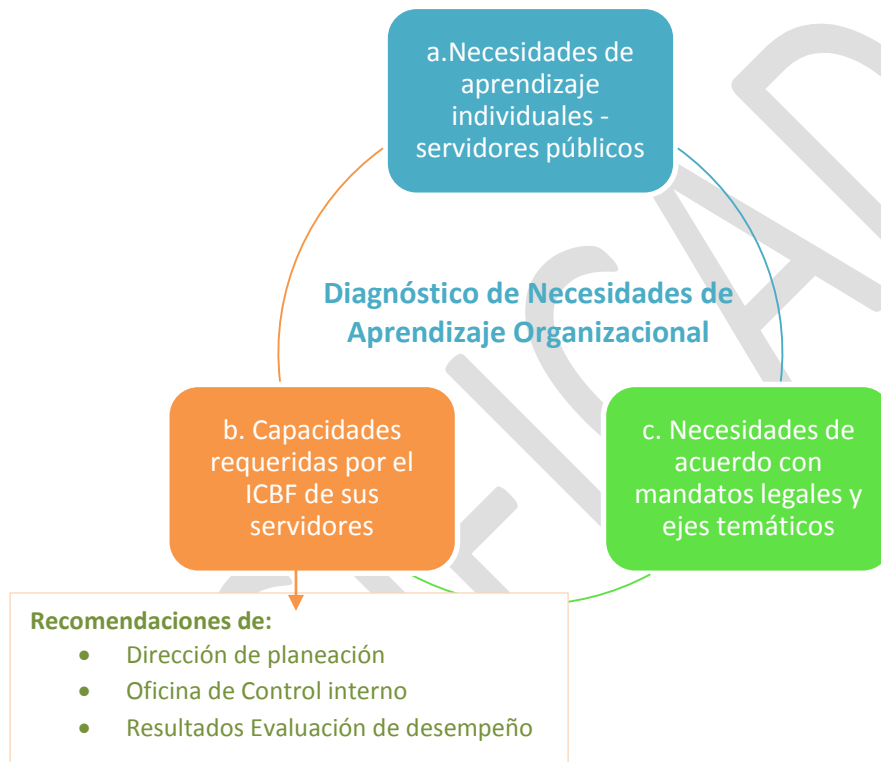 a.Necesidades de
aprendizaje
individuales -
servidores públicos
Diagnóstico de Necesidades de
Aprendizaje Organizacional
b. Capacidades
requeridas por el
ICBF de sus
servidores
c. Necesidades de
acuerdo con
mandatos legales y
ejes temáticos
Recomendaciones de:
• Dirección de planeación
• Oficina de Control interno
• Resultados Evaluación de desempeño